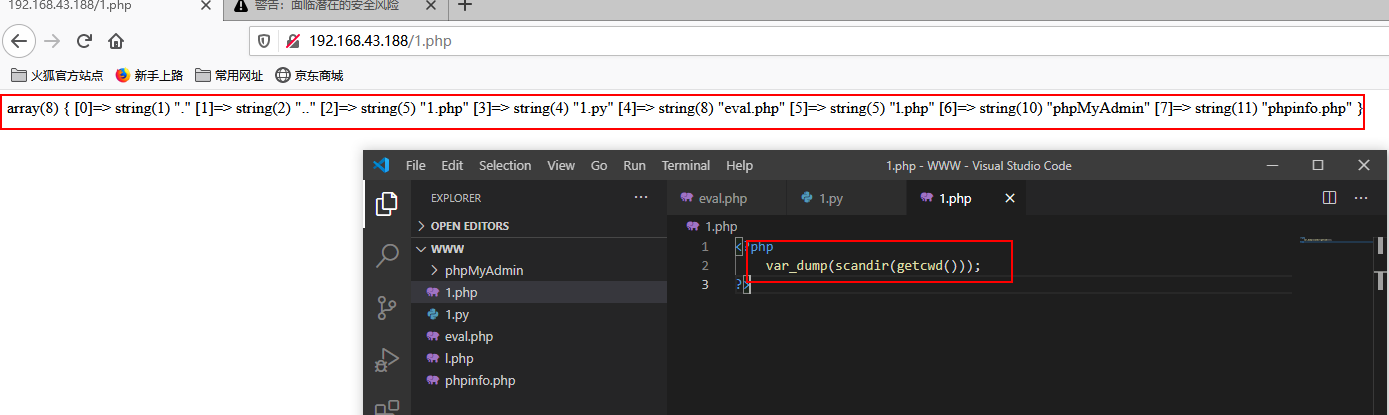 192.168.43.188/1.php
警告：面临潜在的安全风险
192.168.43.188/1.php
火狐官方站点 新手上路 常用网址 京东商城
array(8) { [0]=> string(1) "." [1]=> string(2) ".." [2]=> string(5) "1.php" [3]=> string(4) "1.py" [4]=> string(8) "eval.php" [5]=> string(5) "l.php" [6]=> string(10) "phpMyAdmin" [7]=> string(11) "phpinfo.php" }
File Edit Selection View Go Run Terminal Help 1.php - WWW - Visual Studio Code
EXPLORER
OPEN EDITORS
WWW
phpMyAdmin
1.php
1.py
eval.php
l.php
phpinfo.php
eval.php 1.py 1.php
1.php
1 <?php
2 var_dump(scandir(getcwd()));
3 ?>